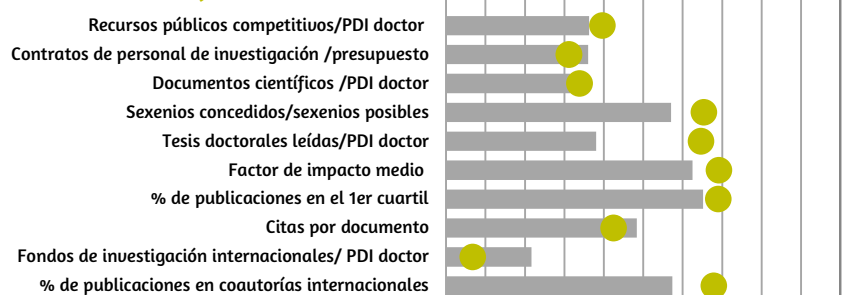 Recursos públicos competitivos/PDI doctor
Contratos de personal de investigación /presupuesto
Documentos científicos /PDI doctor
Sexenios concedidos/sexenios posibles
Tesis doctorales leídas/PDI doctor
Factor de impacto medio
% de publicaciones en el 1er cuartil
Citas por documento
Fondos de investigación internacionales/ PDI doctor
% de publicaciones en coautorías internacionales